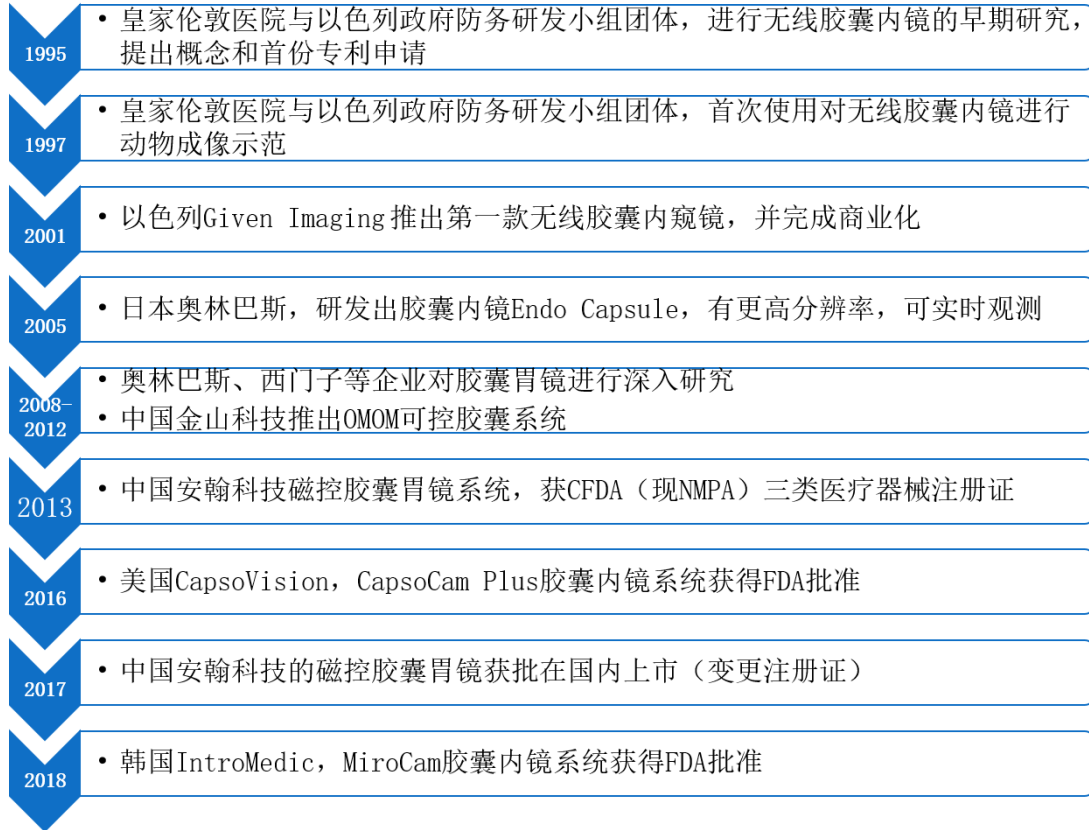 1995
• 皇家伦敦医院与以色列政府防务研发小组团体，进行无线胶囊内镜的早期研究，
提出概念和首份专利申请
1997
• 皇家伦敦医院与以色列政府防务研发小组团体，首次使用对无线胶囊内镜进行
动物成像示范
2001
• 以色列Given Imaging推出第一款无线胶囊内窥镜，并完成商业化
2005
• 日本奥林巴斯，研发出胶囊内镜Endo Capsule，有更高分辨率，可实时观测
2008-
2012
• 奥林巴斯、西门子等企业对胶囊胃镜进行深入研究
• 中国金山科技推出OMOM可控胶囊系统
2013
• 中国安翰科技磁控胶囊胃镜系统，获CFDA（现NMPA）三类医疗器械注册证
2016
• 美国CapsoVision，CapsoCam Plus胶囊内镜系统获得FDA批准
2017
• 中国安翰科技的磁控胶囊胃镜获批在国内上市（变更注册证）
2018
• 韩国IntroMedic，MiroCam胶囊内镜系统获得FDA批准